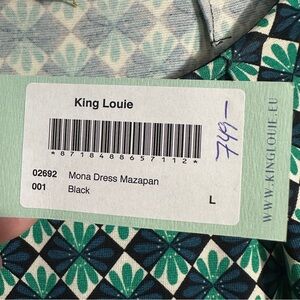 King Louie
*8718488657112*
02692 Mona Dress Mazapan
001 Black
L
749-
WWW.KINGLOUIE.EU